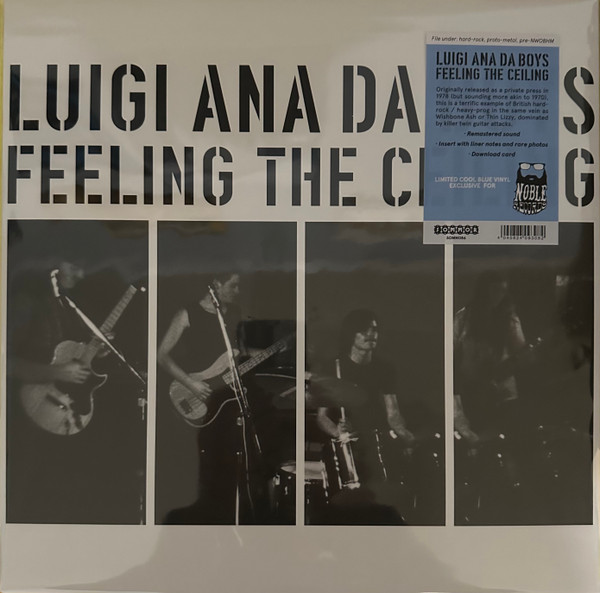 File under: hard-rock, proto-metal, pre-NWOBHM
LUIGI ANA DA BOYS
FEELING THE CEILING
Originally released as a private press in
1978 (but sounding more akin to 1970),
this is a terrific example of British hard-
rock / heavy-prog in the same vein as
Wishbone Ash or Thin Lizzy, dominated
by killer twin guitar attacks.
· Remastered sound
· Insert with liner notes and rare photos
· Download card
LIMITED COOL BLUE VINYL
EXCLUSIVE FOR
NOBLE
RECORDS
SOMMOR
LUIGI ANA DA S
FEELING THE C G